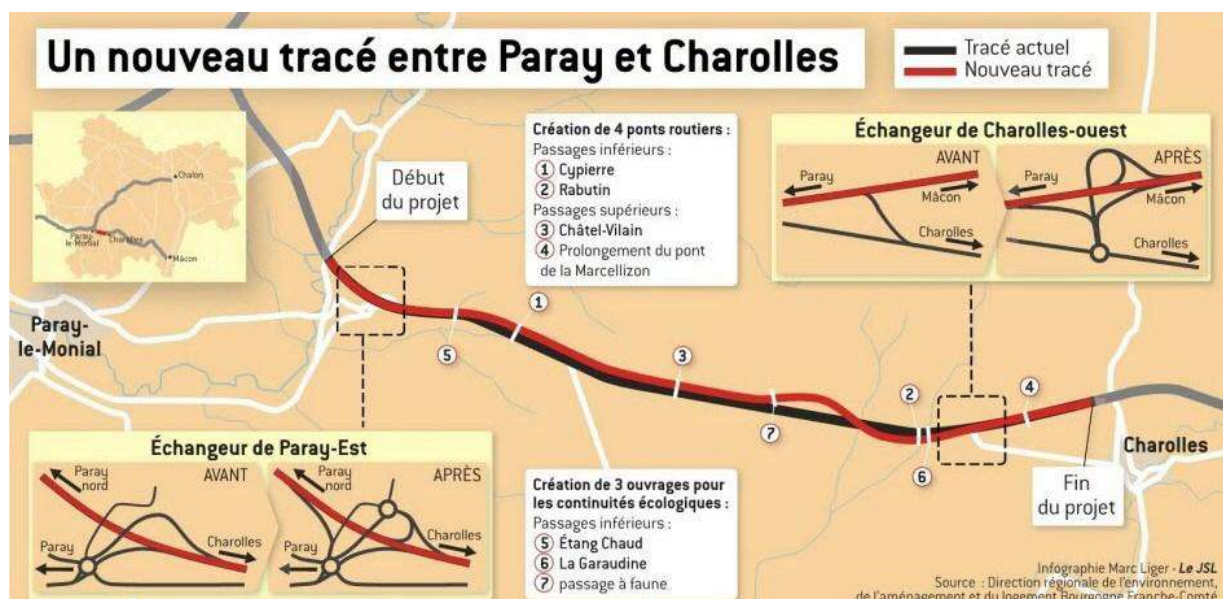 Un nouveau tracé entre Paray et Charolles
Tracé actuel
Nouveau tracé
Chalon
Paray-
le-Monial
Charolles
Mâcon
Début
du projet
Création de 4 ponts routiers :
Passages inférieurs :
1 Cypierre
2 Rabutin
Passages supérieurs :
3 Châtel-Vilain
4 Prolongement du pont
de la Marcellizon
Échangeur de Charolles-ouest
AVANT
Paray
Mâcon
Charolles
APRÈS
Paray
Mâcon
Charolles
Paray-
le-Monial
5
1
3
7
2
6
4
Charolles
Fin
du projet
Échangeur de Paray-Est
AVANT
Paray
nord
Paray
Charolles
APRÈS
Paray
nord
Paray
Charolles
Création de 3 ouvrages pour
les continuités écologiques :
Passages inférieurs :
5 Étang Chaud
6 La Garaudine
7 passage à faune
Infographie Marc Liger - Le JSL
Source : Direction régionale de l'environnement,
de l'aménagement et du logement Bourgogne Franche-Comté